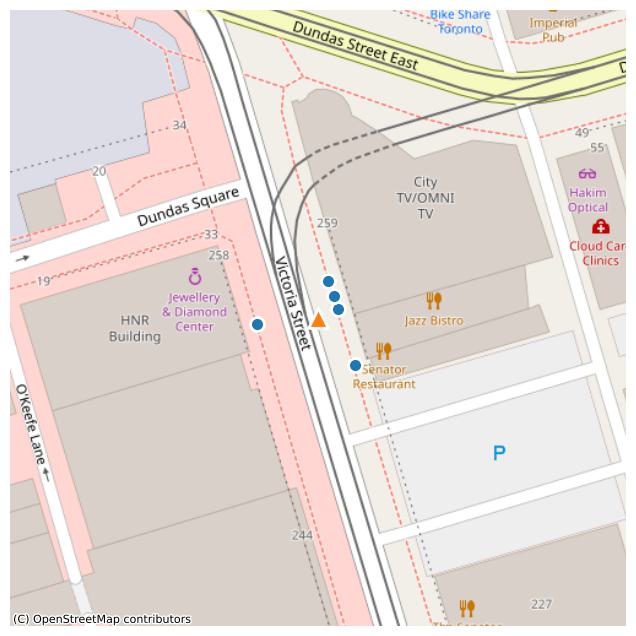 Bike Share
Toronto
Imperial
Pub
Dundas Street East
D
34
49
55
20
City
TV/OMNI
TV
Hakim
Optical
Dundas Square
259
33
258
Cloud Care
Clinics
19
Jewellery
& Diamond
Center
HNR
Building
Victoria Street
Jazz Bistro
Senator
Restaurant
O'Keefe Lane
P
244
227
(C) OpenStreetMap contributors